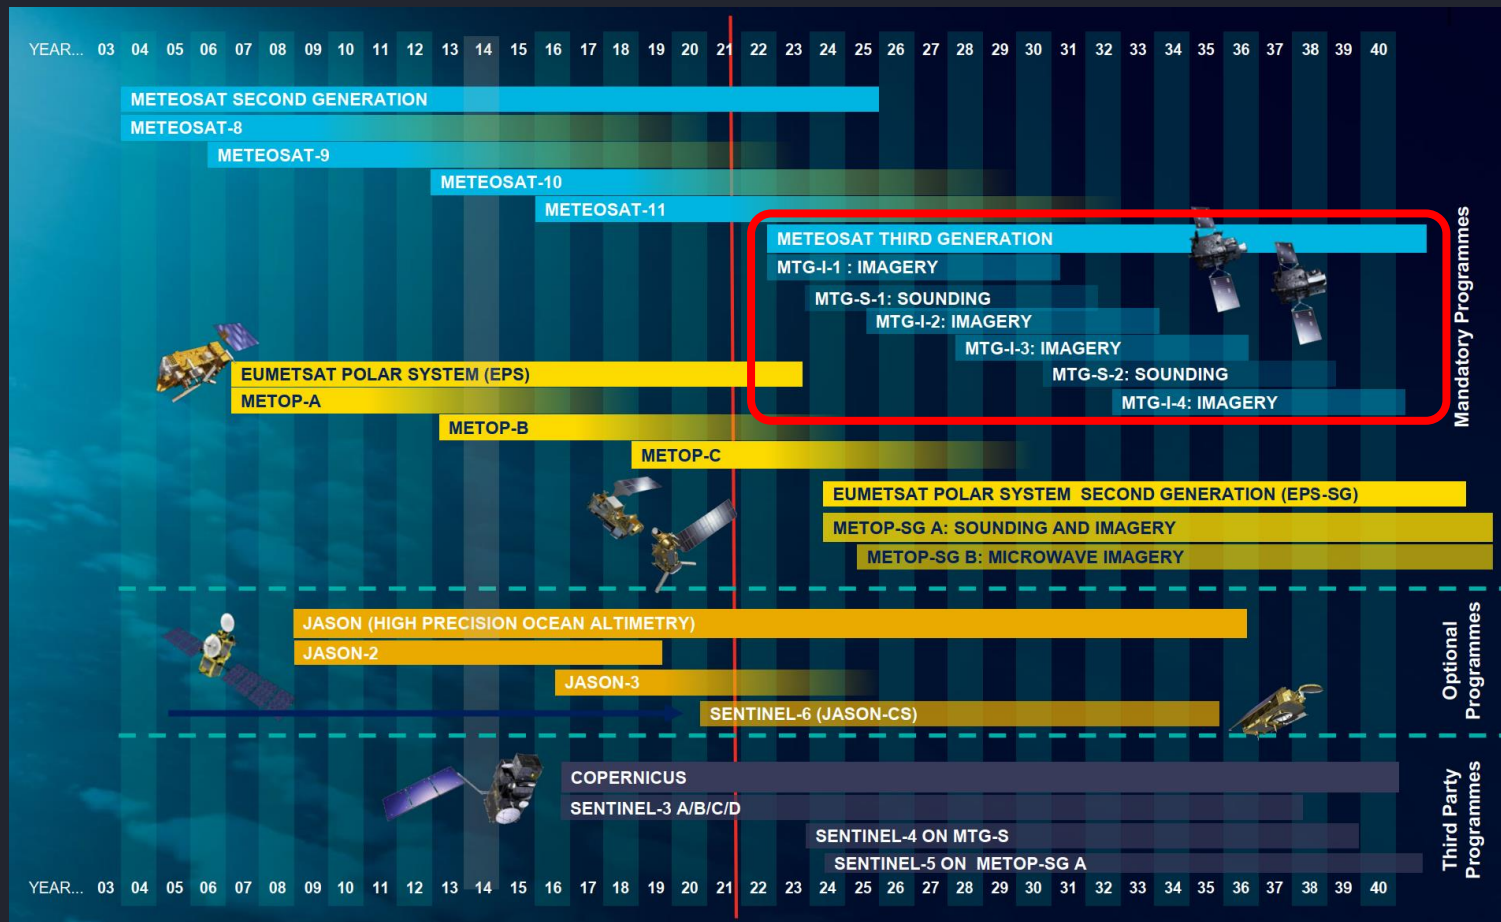 YEAR... 03 04 05 06 07 08 09 10 11 12 13 14 15 16 17 18 19 20 21 22 23 24 25 26 27 28 29 30 31 32 33 34 35 36 37 38 39 40
METEOSAT SECOND GENERATION
METEOSAT-8
METEOSAT-9
METEOSAT-10
METEOSAT-11
METEOSAT THIRD GENERATION
MTG-I-1 : IMAGERY
MTG-S-1: SOUNDING
MTG-I-2: IMAGERY
MTG-I-3: IMAGERY
MTG-S-2: SOUNDING
MTG-I-4: IMAGERY
Mandatory Programmes
EUMETSAT POLAR SYSTEM (EPS)
METOP-A
METOP-B
METOP-C
EUMETSAT POLAR SYSTEM SECOND GENERATION (EPS-SG)
METOP-SG A: SOUNDING AND IMAGERY
METOP-SG B: MICROWAVE IMAGERY
JASON (HIGH PRECISION OCEAN ALTIMETRY)
JASON-2
JASON-3
SENTINEL-6 (JASON-CS)
Optional
Programmes
COPERNICUS
SENTINEL-3 A/B/C/D
SENTINEL-4 ON MTG-S
SENTINEL-5 ON METOP-SG A
Third Party
Programmes
YEAR... 03 04 05 06 07 08 09 10 11 12 13 14 15 16 17 18 19 20 21 22 23 24 25 26 27 28 29 30 31 32 33 34 35 36 37 38 39 40